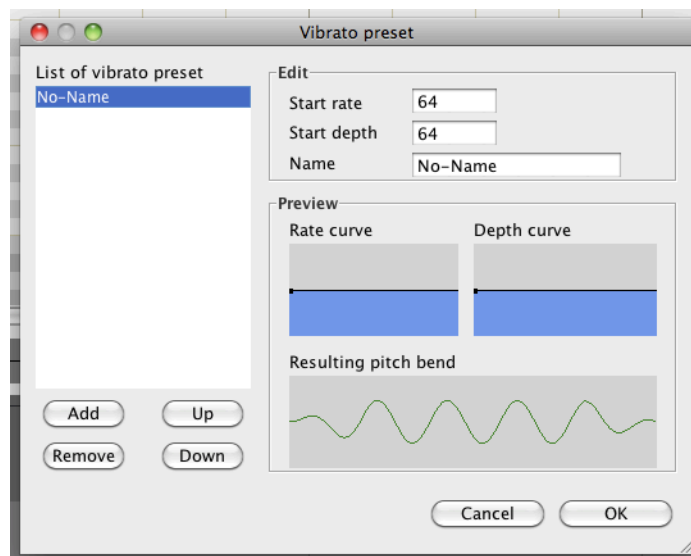 Vibrato preset
List of vibrato preset
No-Name
Add
Up
Remove
Down
Edit
Start rate 64
Start depth 64
Name No-Name
Preview
Rate curve
Depth curve
Resulting pitch bend
Cancel
OK